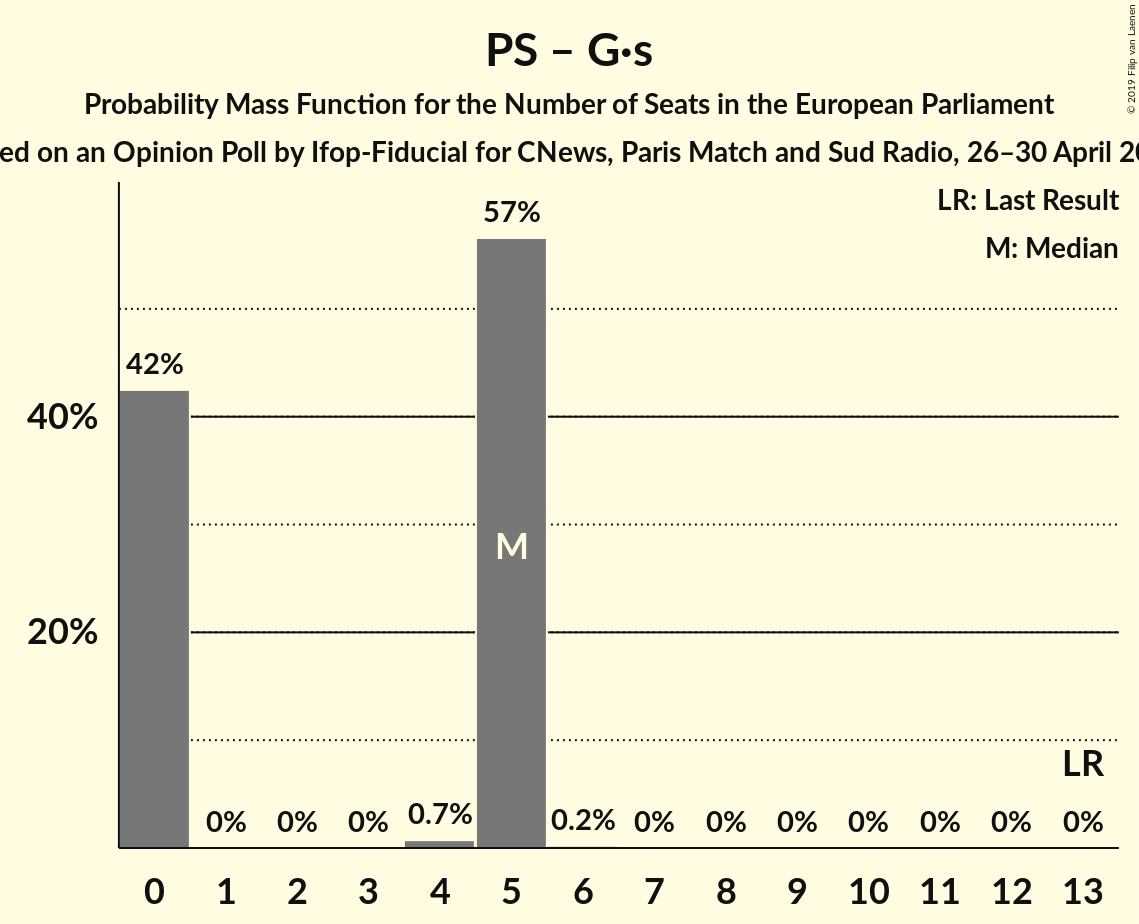 PS – G·s
Probability Mass Function for the Number of Seats in the European Parliament
ed on an Opinion Poll by Ifop-Fiducial for CNews, Paris Match and Sud Radio, 26–30 April 20
© 2019 Filip van Laenen
LR: Last Result
M: Median
57%
42%
40%
M
20%
LR
0% 0% 0% 0.7% 0.2% 0% 0% 0% 0% 0% 0% 0%
0 1 2 3 4 5 6 7 8 9 10 11 12 13